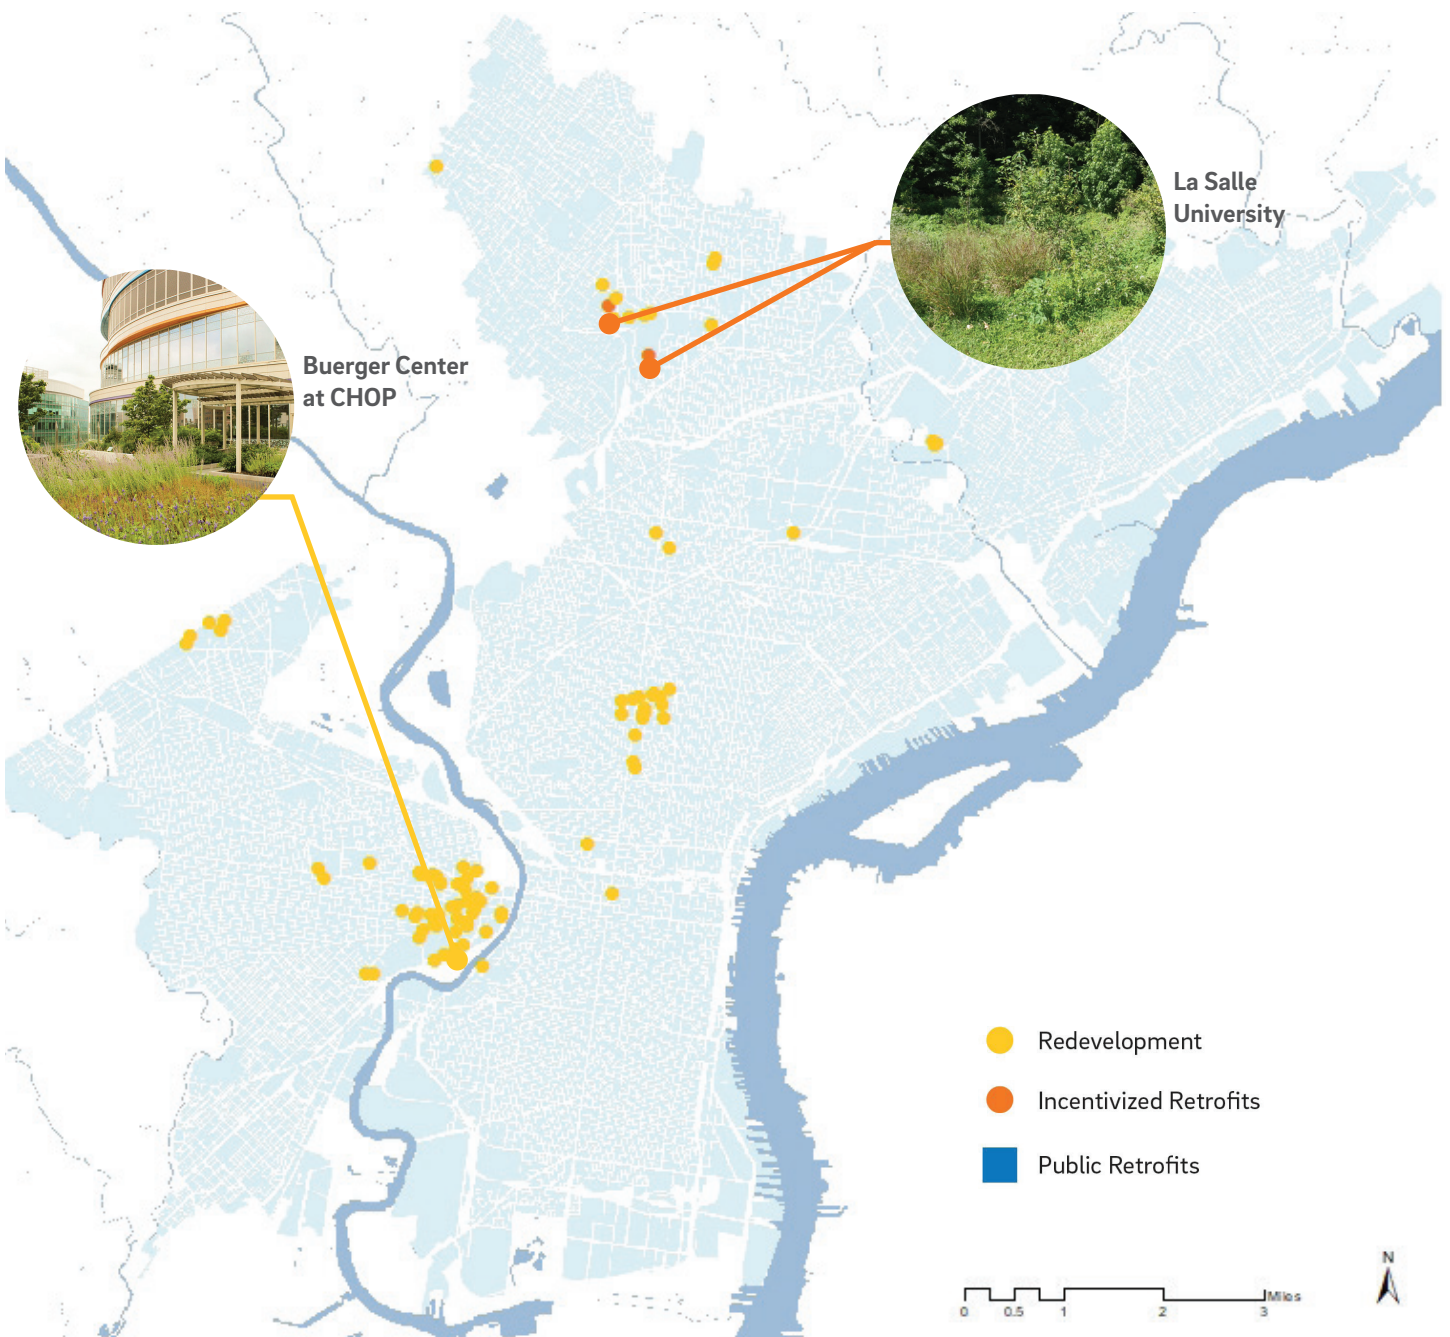 La Salle
University
Buerger Center
at CHOP
Redevelopment
Incentivized Retrofits
Public Retrofits
N
Miles
0 0.5 1 2 3